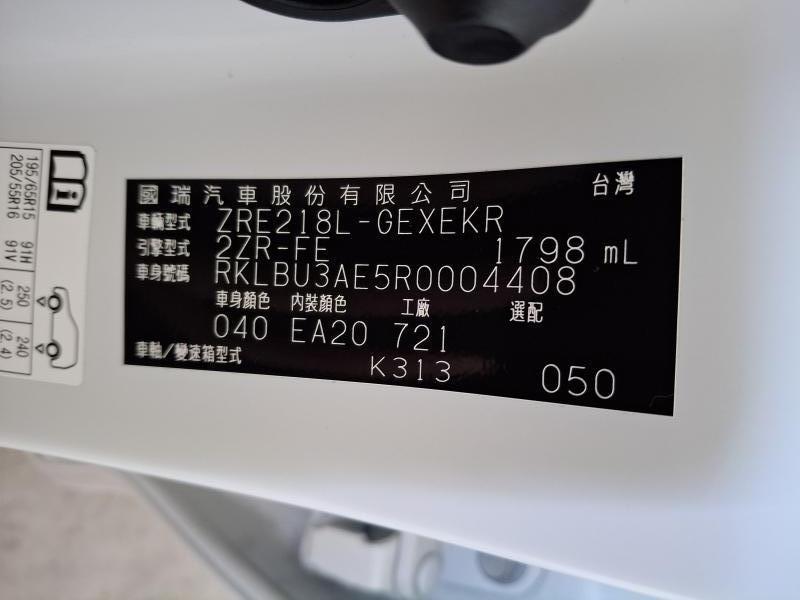 國瑞汽車股份有限公司 台灣
車輛型式 ZRE218L-GEXEKR
引擎型式 2ZR-FE 1798 mL
車身號碼 RKLBU3AE5R0004408
車身顏色 內裝顏色 工廠 選配
040 EA20 721
車軸/變速箱型式 K313 050
195/65R15 91H 250 (2.5) 240 (2.4)
205/55R16 91V